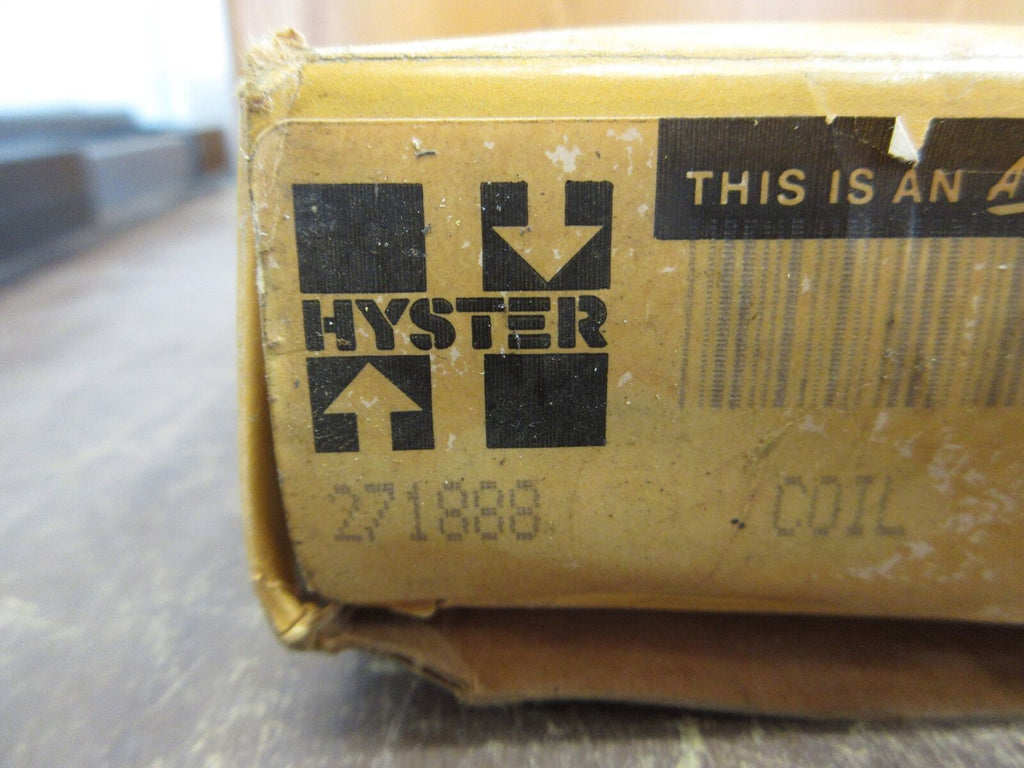 THIS IS AN
HYSTER
271888 COIL